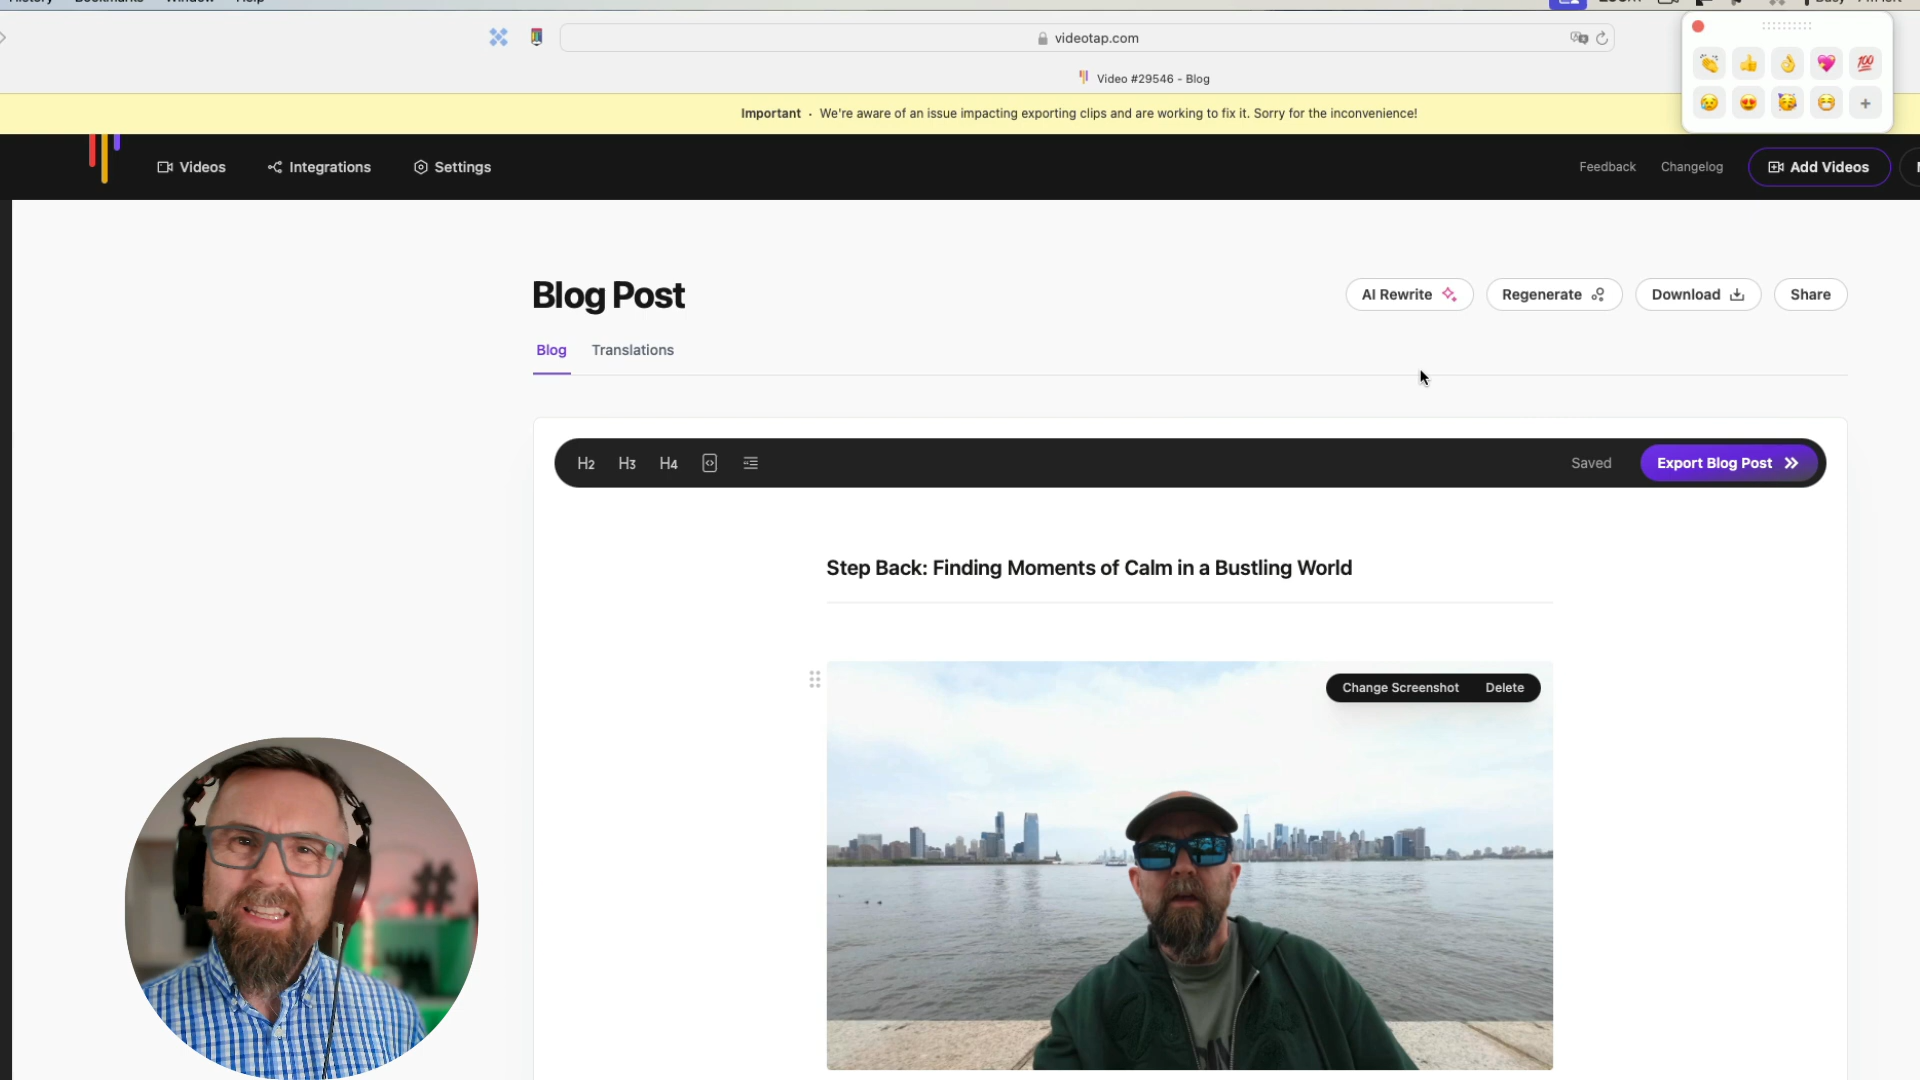 videotap.com
Video #29546 - Blog
Important · We're aware of an issue impacting exporting clips and are working to fix it. Sorry for the inconvenience!
Videos
Integrations
Settings
Feedback
Changelog
Add Videos
Blog Post
AI Rewrite
Regenerate
Download
Share
Blog
Translations
H2
H3
H4
Saved
Export Blog Post
Step Back: Finding Moments of Calm in a Bustling World
Change Screenshot
Delete